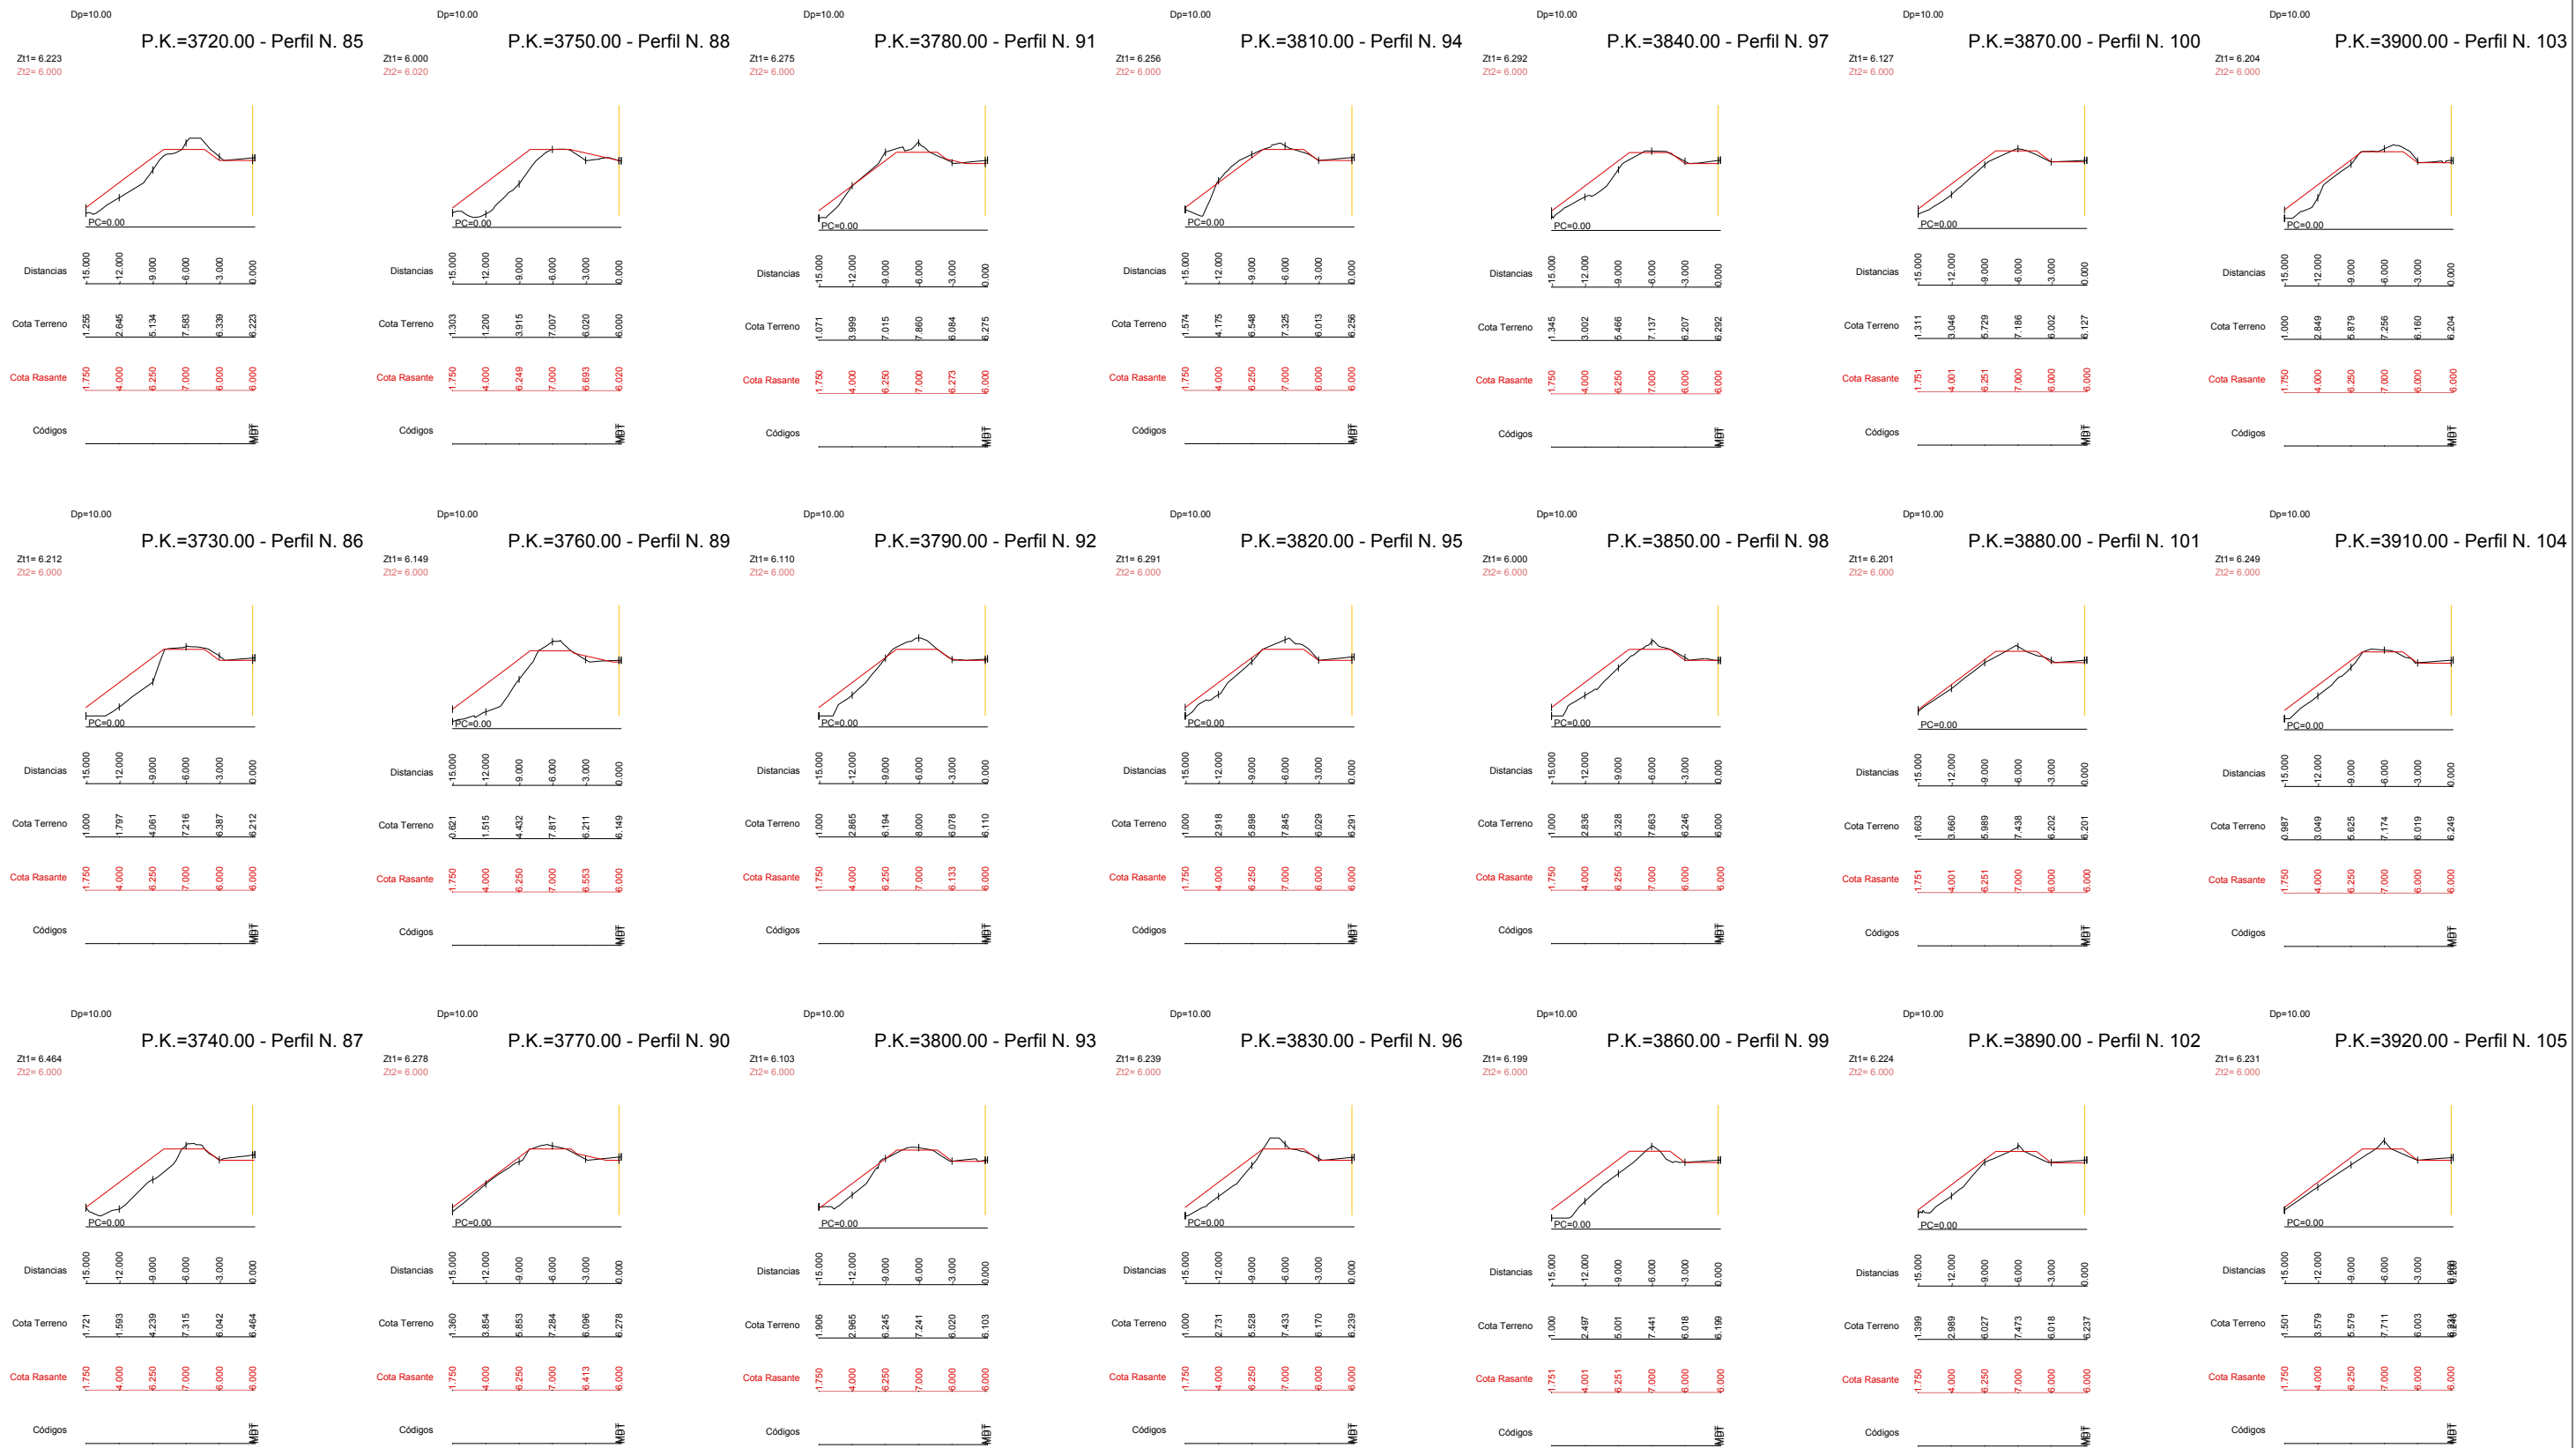 Dp=10.00
P.K.=3720.00 - Perfil N. 85
Zt1= 6.223
Zt2= 6.000
PC=0.00
Distancias -15.000 -12.000 -9.000 -6.000 -3.000 0.000
Cota Terreno 1.255 2.645 5.134 7.583 6.339 6.223
Cota Rasante 1.750 4.000 6.250 7.000 6.000 6.000
Códigos MDT
Dp=10.00
P.K.=3750.00 - Perfil N. 88
Zt1= 6.000
Zt2= 6.020
PC=0.00
Distancias -15.000 -12.000 -9.000 -6.000 -3.000 0.000
Cota Terreno 1.303 1.200 3.915 7.007 6.020 6.000
Cota Rasante 1.750 4.000 6.249 7.000 6.693 6.020
Códigos MDT
Dp=10.00
P.K.=3780.00 - Perfil N. 91
Zt1= 6.275
Zt2= 6.000
PC=0.00
Distancias -15.000 -12.000 -9.000 -6.000 -3.000 0.000
Cota Terreno 1.071 3.999 7.015 7.860 6.084 6.275
Cota Rasante 1.750 4.000 6.250 7.000 6.273 6.000
Códigos MDT
Dp=10.00
P.K.=3810.00 - Perfil N. 94
Zt1= 6.256
Zt2= 6.000
PC=0.00
Distancias -15.000 -12.000 -9.000 -6.000 -3.000 0.000
Cota Terreno 1.574 4.175 6.548 7.325 6.013 6.256
Cota Rasante 1.750 4.000 6.250 7.000 6.000 6.000
Códigos MDT
Dp=10.00
P.K.=3840.00 - Perfil N. 97
Zt1= 6.292
Zt2= 6.000
PC=0.00
Distancias -15.000 -12.000 -9.000 -6.000 -3.000 0.000
Cota Terreno 1.345 3.002 5.466 7.137 6.207 6.292
Cota Rasante 1.750 4.000 6.250 7.000 6.000 6.000
Códigos MDT
Dp=10.00
P.K.=3870.00 - Perfil N. 100
Zt1= 6.127
Zt2= 6.000
PC=0.00
Distancias -15.000 -12.000 -9.000 -6.000 -3.000 0.000
Cota Terreno 1.311 3.046 5.729 7.186 6.002 6.127
Cota Rasante 1.751 4.001 6.251 7.000 6.000 6.000
Códigos MDT
Dp=10.00
P.K.=3900.00 - Perfil N. 103
Zt1= 6.204
Zt2= 6.000
PC=0.00
Distancias -15.000 -12.000 -9.000 -6.000 -3.000 0.000
Cota Terreno 1.000 2.849 5.879 7.256 6.160 6.204
Cota Rasante 1.750 4.000 6.250 7.000 6.000 6.000
Códigos MDT
Dp=10.00
P.K.=3730.00 - Perfil N. 86
Zt1= 6.212
Zt2= 6.000
PC=0.00
Distancias -15.000 -12.000 -9.000 -6.000 -3.000 0.000
Cota Terreno 1.000 1.797 4.061 7.216 6.387 6.212
Cota Rasante 1.750 4.000 6.250 7.000 6.000 6.000
Códigos MDT
Dp=10.00
P.K.=3760.00 - Perfil N. 89
Zt1= 6.149
Zt2= 6.000
PC=0.00
Distancias -15.000 -12.000 -9.000 -6.000 -3.000 0.000
Cota Terreno 0.621 1.515 4.432 7.817 6.211 6.149
Cota Rasante 1.750 4.000 6.250 7.000 6.553 6.000
Códigos MDT
Dp=10.00
P.K.=3790.00 - Perfil N. 92
Zt1= 6.110
Zt2= 6.000
PC=0.00
Distancias -15.000 -12.000 -9.000 -6.000 -3.000 0.000
Cota Terreno 1.000 2.865 6.194 8.000 6.078 6.110
Cota Rasante 1.750 4.000 6.250 7.000 6.133 6.000
Códigos MDT
Dp=10.00
P.K.=3820.00 - Perfil N. 95
Zt1= 6.291
Zt2= 6.000
PC=0.00
Distancias -15.000 -12.000 -9.000 -6.000 -3.000 0.000
Cota Terreno 1.000 2.918 5.898 7.845 6.029 6.291
Cota Rasante 1.750 4.000 6.250 7.000 6.000 6.000
Códigos MDT
Dp=10.00
P.K.=3850.00 - Perfil N. 98
Zt1= 6.000
Zt2= 6.000
PC=0.00
Distancias -15.000 -12.000 -9.000 -6.000 -3.000 0.000
Cota Terreno 1.000 2.836 5.328 7.663 6.246 6.000
Cota Rasante 1.750 4.000 6.250 7.000 6.000 6.000
Códigos MDT
Dp=10.00
P.K.=3880.00 - Perfil N. 101
Zt1= 6.201
Zt2= 6.000
PC=0.00
Distancias -15.000 -12.000 -9.000 -6.000 -3.000 0.000
Cota Terreno 1.603 3.660 5.989 7.438 6.202 6.201
Cota Rasante 1.751 4.001 6.251 7.000 6.000 6.000
Códigos MDT
Dp=10.00
P.K.=3910.00 - Perfil N. 104
Zt1= 6.249
Zt2= 6.000
PC=0.00
Distancias -15.000 -12.000 -9.000 -6.000 -3.000 0.000
Cota Terreno 0.987 3.049 5.625 7.174 6.019 6.249
Cota Rasante 1.750 4.000 6.250 7.000 6.000 6.000
Códigos MDT
Dp=10.00
P.K.=3740.00 - Perfil N. 87
Zt1= 6.464
Zt2= 6.000
PC=0.00
Distancias -15.000 -12.000 -9.000 -6.000 -3.000 0.000
Cota Terreno 1.721 1.593 4.239 7.315 6.042 6.464
Cota Rasante 1.750 4.000 6.250 7.000 6.000 6.000
Códigos MDT
Dp=10.00
P.K.=3770.00 - Perfil N. 90
Zt1= 6.278
Zt2= 6.000
PC=0.00
Distancias -15.000 -12.000 -9.000 -6.000 -3.000 0.000
Cota Terreno 1.360 3.854 5.853 7.284 6.096 6.278
Cota Rasante 1.750 4.000 6.250 7.000 6.413 6.000
Códigos MDT
Dp=10.00
P.K.=3800.00 - Perfil N. 93
Zt1= 6.103
Zt2= 6.000
PC=0.00
Distancias -15.000 -12.000 -9.000 -6.000 -3.000 0.000
Cota Terreno 1.906 2.965 6.245 7.241 6.020 6.103
Cota Rasante 1.750 4.000 6.250 7.000 6.000 6.000
Códigos MDT
Dp=10.00
P.K.=3830.00 - Perfil N. 96
Zt1= 6.239
Zt2= 6.000
PC=0.00
Distancias -15.000 -12.000 -9.000 -6.000 -3.000 0.000
Cota Terreno 1.000 2.731 5.528 7.433 6.170 6.239
Cota Rasante 1.750 4.000 6.250 7.000 6.000 6.000
Códigos MDT
Dp=10.00
P.K.=3860.00 - Perfil N. 99
Zt1= 6.199
Zt2= 6.000
PC=0.00
Distancias -15.000 -12.000 -9.000 -6.000 -3.000 0.000
Cota Terreno 1.000 2.497 5.001 7.441 6.018 6.199
Cota Rasante 1.751 4.001 6.251 7.000 6.000 6.000
Códigos MDT
Dp=10.00
P.K.=3890.00 - Perfil N. 102
Zt1= 6.224
Zt2= 6.000
PC=0.00
Distancias -15.000 -12.000 -9.000 -6.000 -3.000 0.000
Cota Terreno 1.399 2.989 6.027 7.473 6.018 6.237
Cota Rasante 1.750 4.000 6.250 7.000 6.000 6.000
Códigos MDT
Dp=10.00
P.K.=3920.00 - Perfil N. 105
Zt1= 6.231
Zt2= 6.000
PC=0.00
Distancias -15.000 -12.000 -9.000 -6.000 -3.000
Cota Terreno 1.501 3.579 5.579 7.711 6.003
Cota Rasante 1.750 4.000 6.250 7.000 6.000 6.000
Códigos MDT